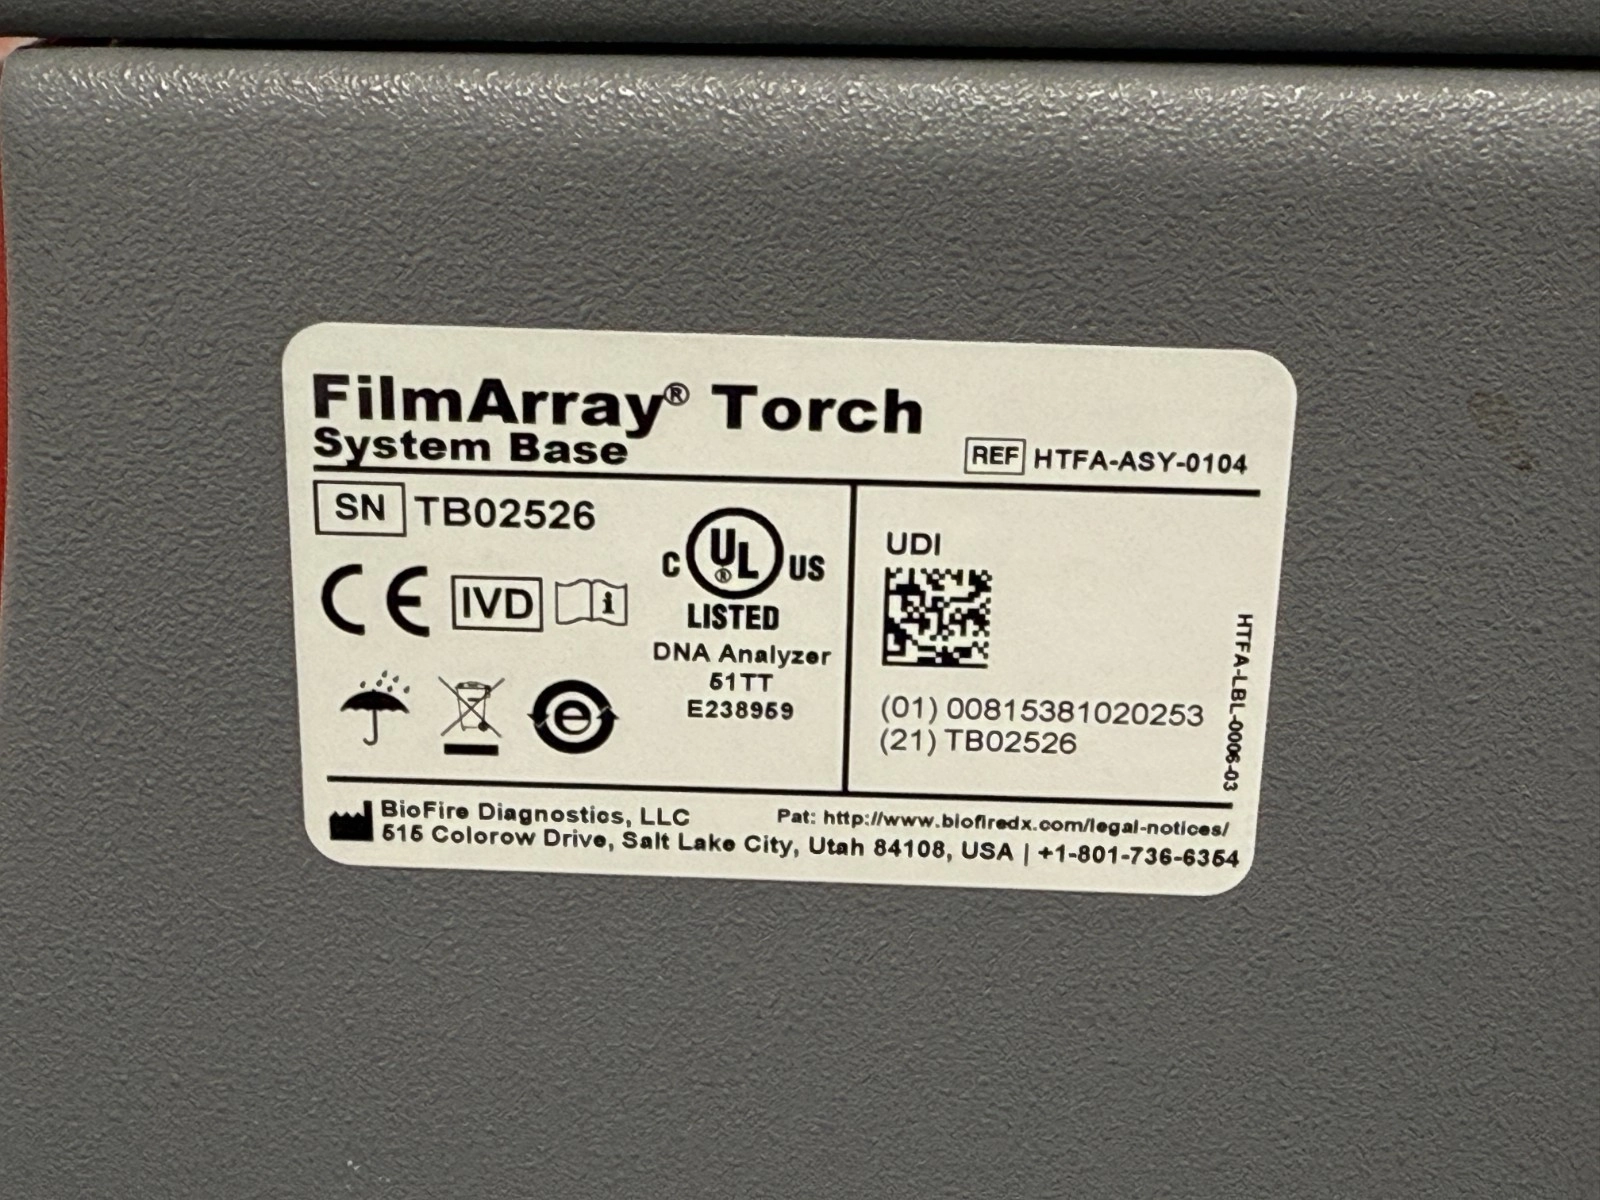 FilmArray® Torch
System Base
REF HTFA-ASY-0104
SN TB02526
CE IVD i
C UL® US
LISTED
DNA Analyzer
51TT
E238959
e
UDI
(01) 00815381020253
(21) TB02526
HTFA-LBL-0006-03
BioFire Diagnostics, LLC Pat: http://www.biofiredx.com/legal-notices/
515 Colorow Drive, Salt Lake City, Utah 84108, USA | +1-801-736-6354